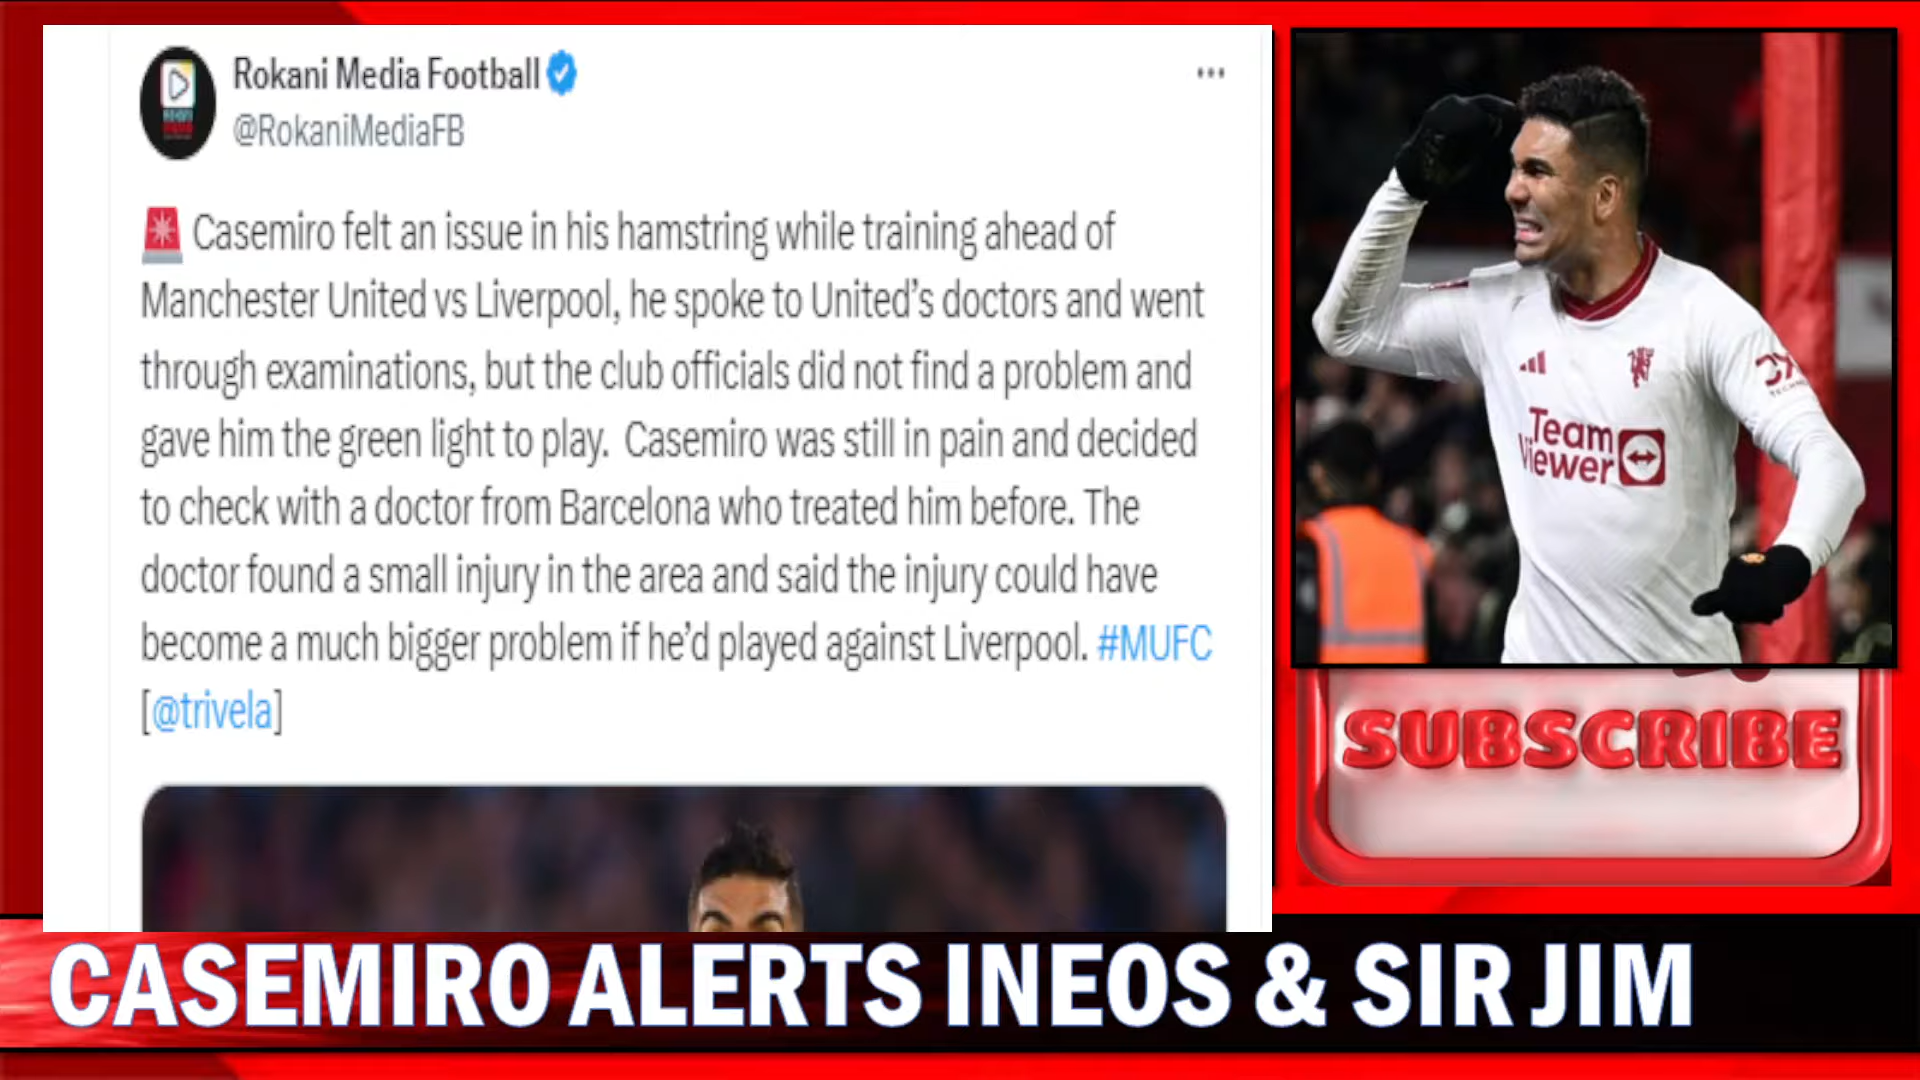 Rokani Media Football
@RokaniMediaFB
Casemiro felt an issue in his hamstring while training ahead of
Manchester United vs Liverpool, he spoke to United’s doctors and went
through examinations, but the club officials did not find a problem and
gave him the green light to play. Casemiro was still in pain and decided
to check with a doctor from Barcelona who treated him before. The
doctor found a small injury in the area and said the injury could have
become a much bigger problem if he’d played against Liverpool. #MUFC
[@trivela]
Team
Viewer
SUBSCRIBE
CASEMIRO ALERTS INEOS & SIR JIM